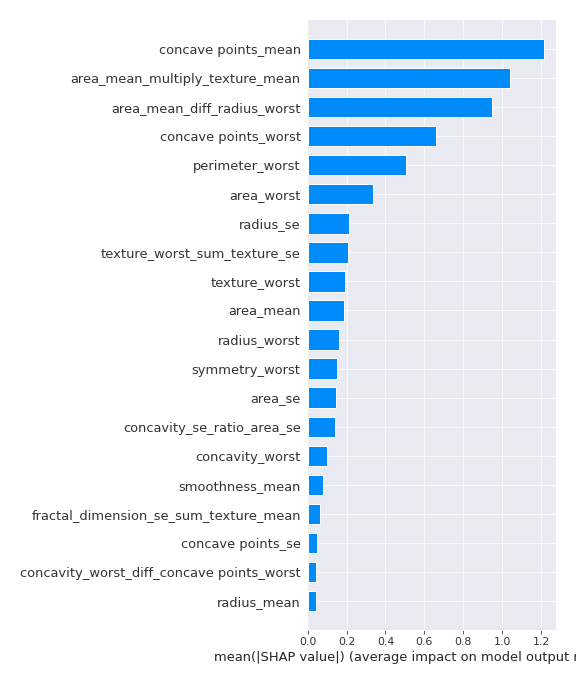 concave points_mean
area_mean_multiply_texture_mean
area_mean_diff_radius_worst
concave points_worst
perimeter_worst
area_worst
radius_se
texture_worst_sum_texture_se
texture_worst
area_mean
radius_worst
symmetry_worst
area_se
concavity_se_ratio_area_se
concavity_worst
smoothness_mean
fractal_dimension_se_sum_texture_mean
concave points_se
concavity_worst_diff_concave points_worst
radius_mean
0.0 0.2 0.4 0.6 0.8 1.0 1.2
mean(|SHAP value|) (average impact on model output